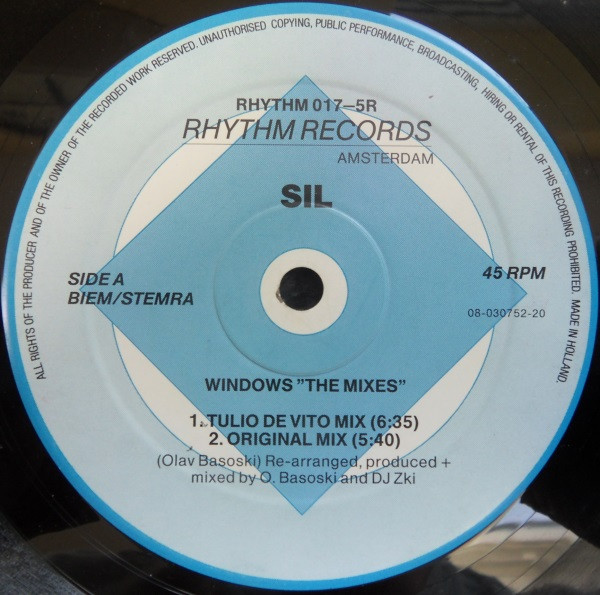 ALL RIGHTS OF THE PRODUCER AND OF THE OWNER OF THE RECORDED WORK RESERVED. UNAUTHORISED COPYING, PUBLIC PERFORMANCE, BROADCASTING, HIRING OR RENTAL OF THIS RECORDING PROHIBITED. MADE IN HOLLAND.
RHYTHM 017–5R
RHYTHM RECORDS
AMSTERDAM
SIL
SIDE A
BIEM/STEMRA
45 RPM
08-030752-20
WINDOWS ”THE MIXES”
1. TULIO DE VITO MIX (6:35)
2. ORIGINAL MIX (5:40)
(Olav Basoski) Re-arranged, produced +
mixed by O. Basoski and DJ Zki